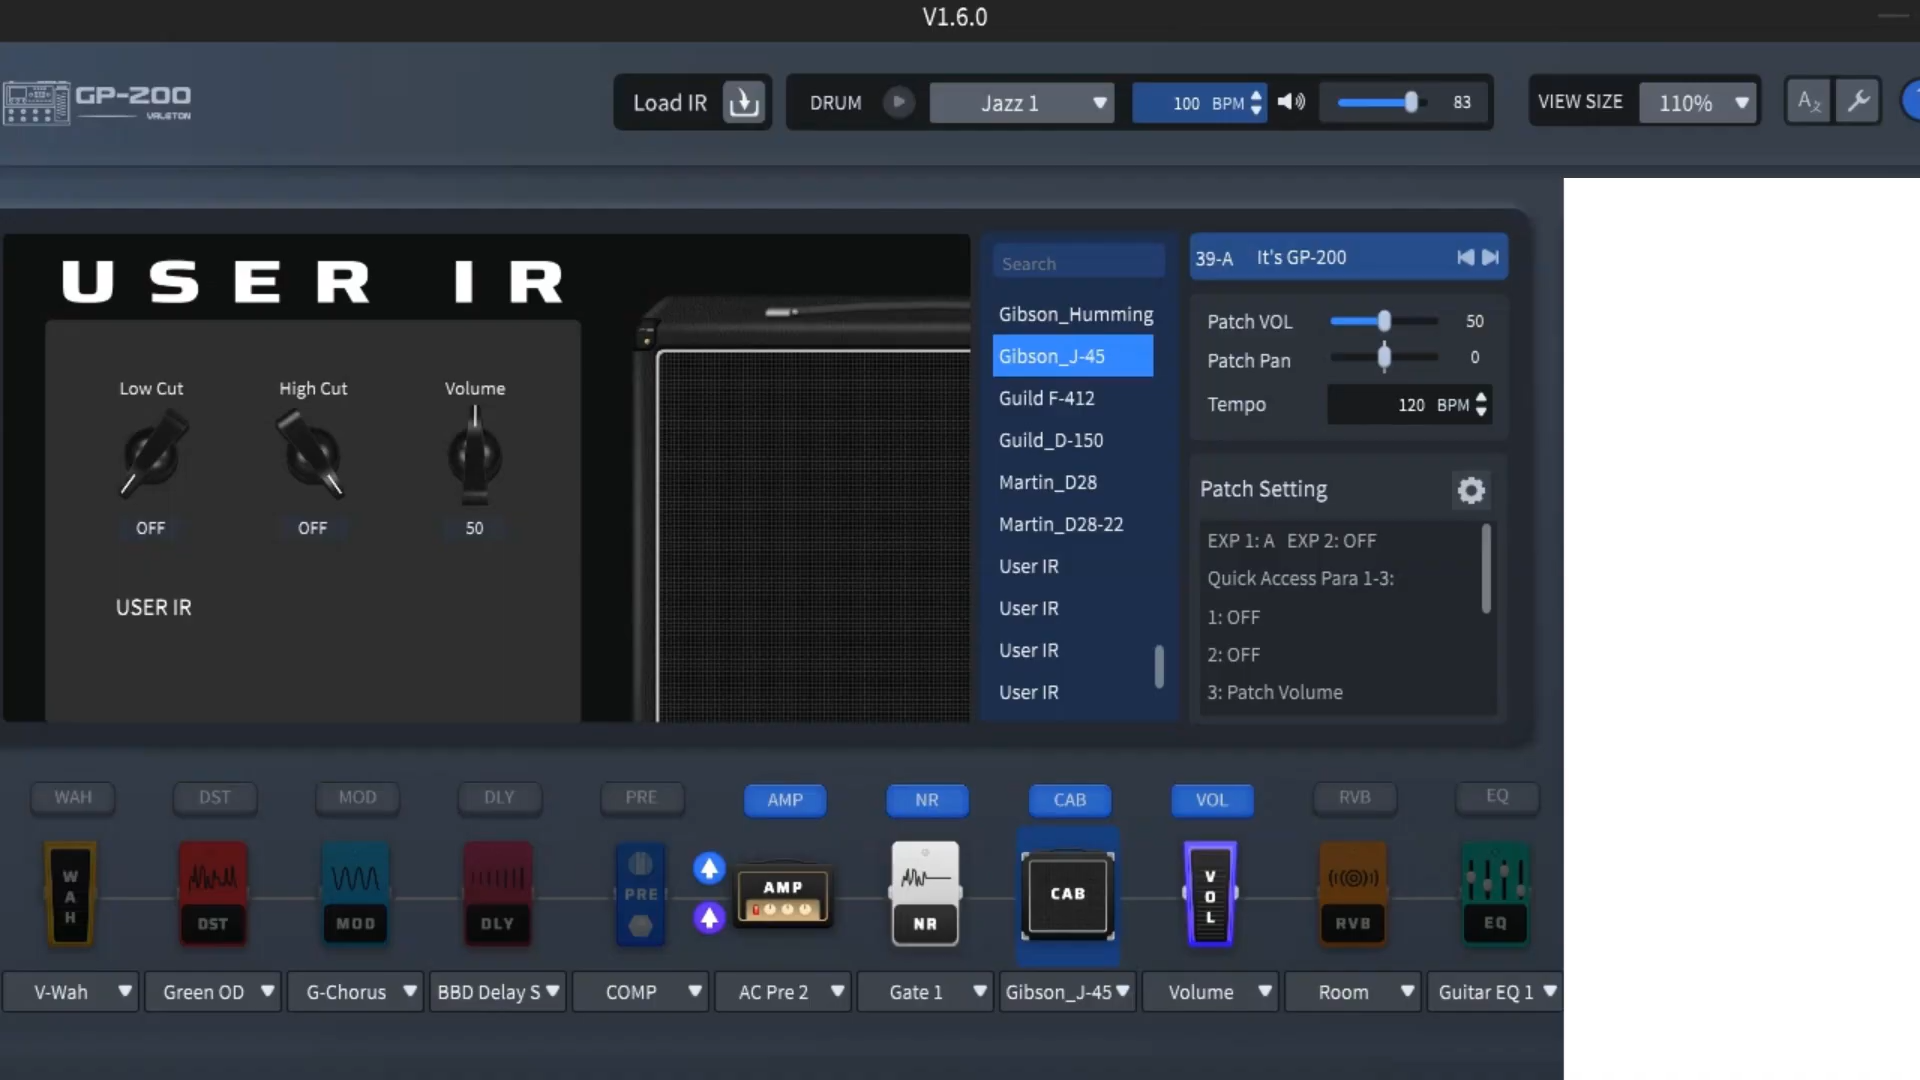 V1.6.0
GP-200
VALETON
Load IR
DRUM
Jazz 1
100 BPM
83
VIEW SIZE
110%
USER IR
Low Cut
High Cut
Volume
OFF
OFF
50
USER IR
Search
Gibson_Humming
Gibson_J-45
Guild F-412
Guild_D-150
Martin_D28
Martin_D28-22
User IR
User IR
User IR
User IR
39-A It's GP-200
Patch VOL 50
Patch Pan 0
Tempo 120 BPM
Patch Setting
EXP 1: A EXP 2: OFF
Quick Access Para 1-3:
1: OFF
2: OFF
3: Patch Volume
WAH DST MOD DLY PRE AMP NR CAB VOL RVB EQ
WAH DST MOD DLY PRE AMP NR CAB VOL RVB EQ
V-Wah Green OD G-Chorus BBD Delay S COMP AC Pre 2 Gate 1 Gibson_J-45 Volume Room Guitar EQ 1